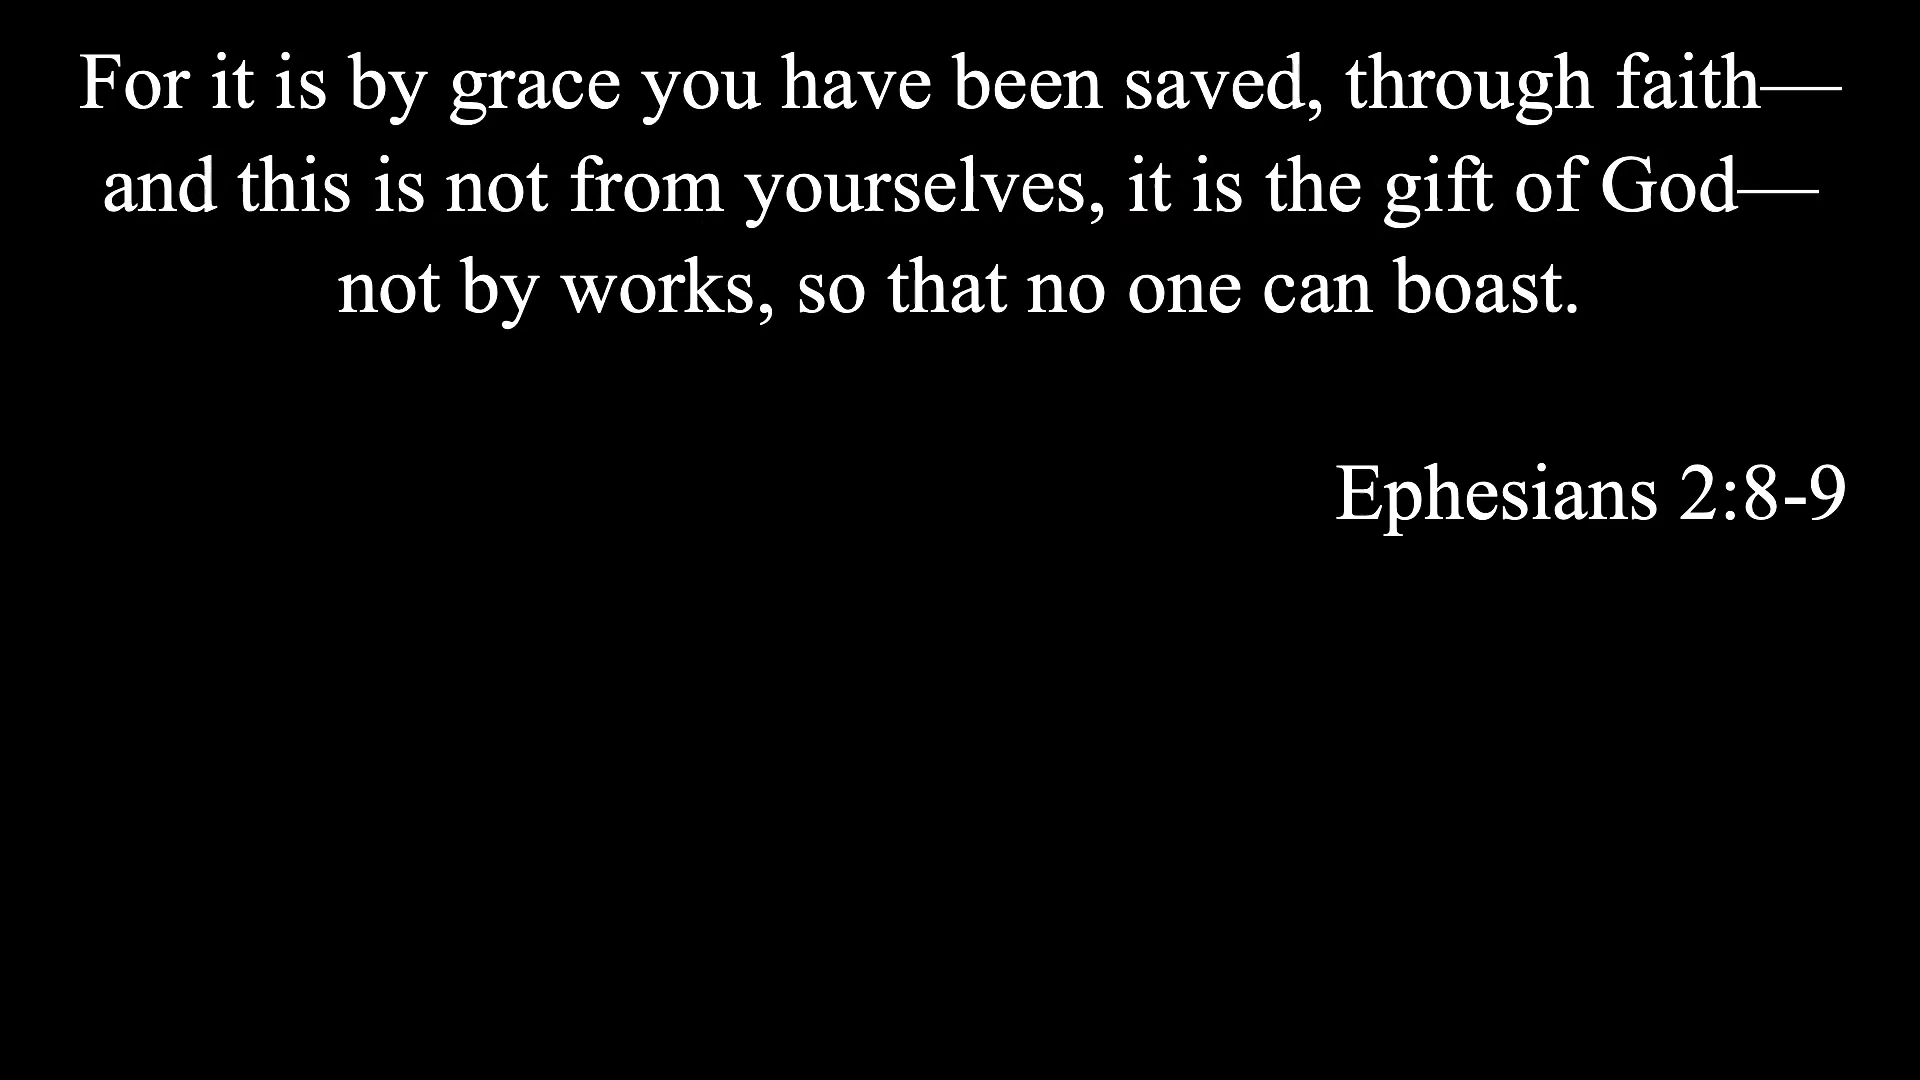 For it is by grace you have been saved, through faith—
and this is not from yourselves, it is the gift of God—
not by works, so that no one can boast.
Ephesians 2:8-9